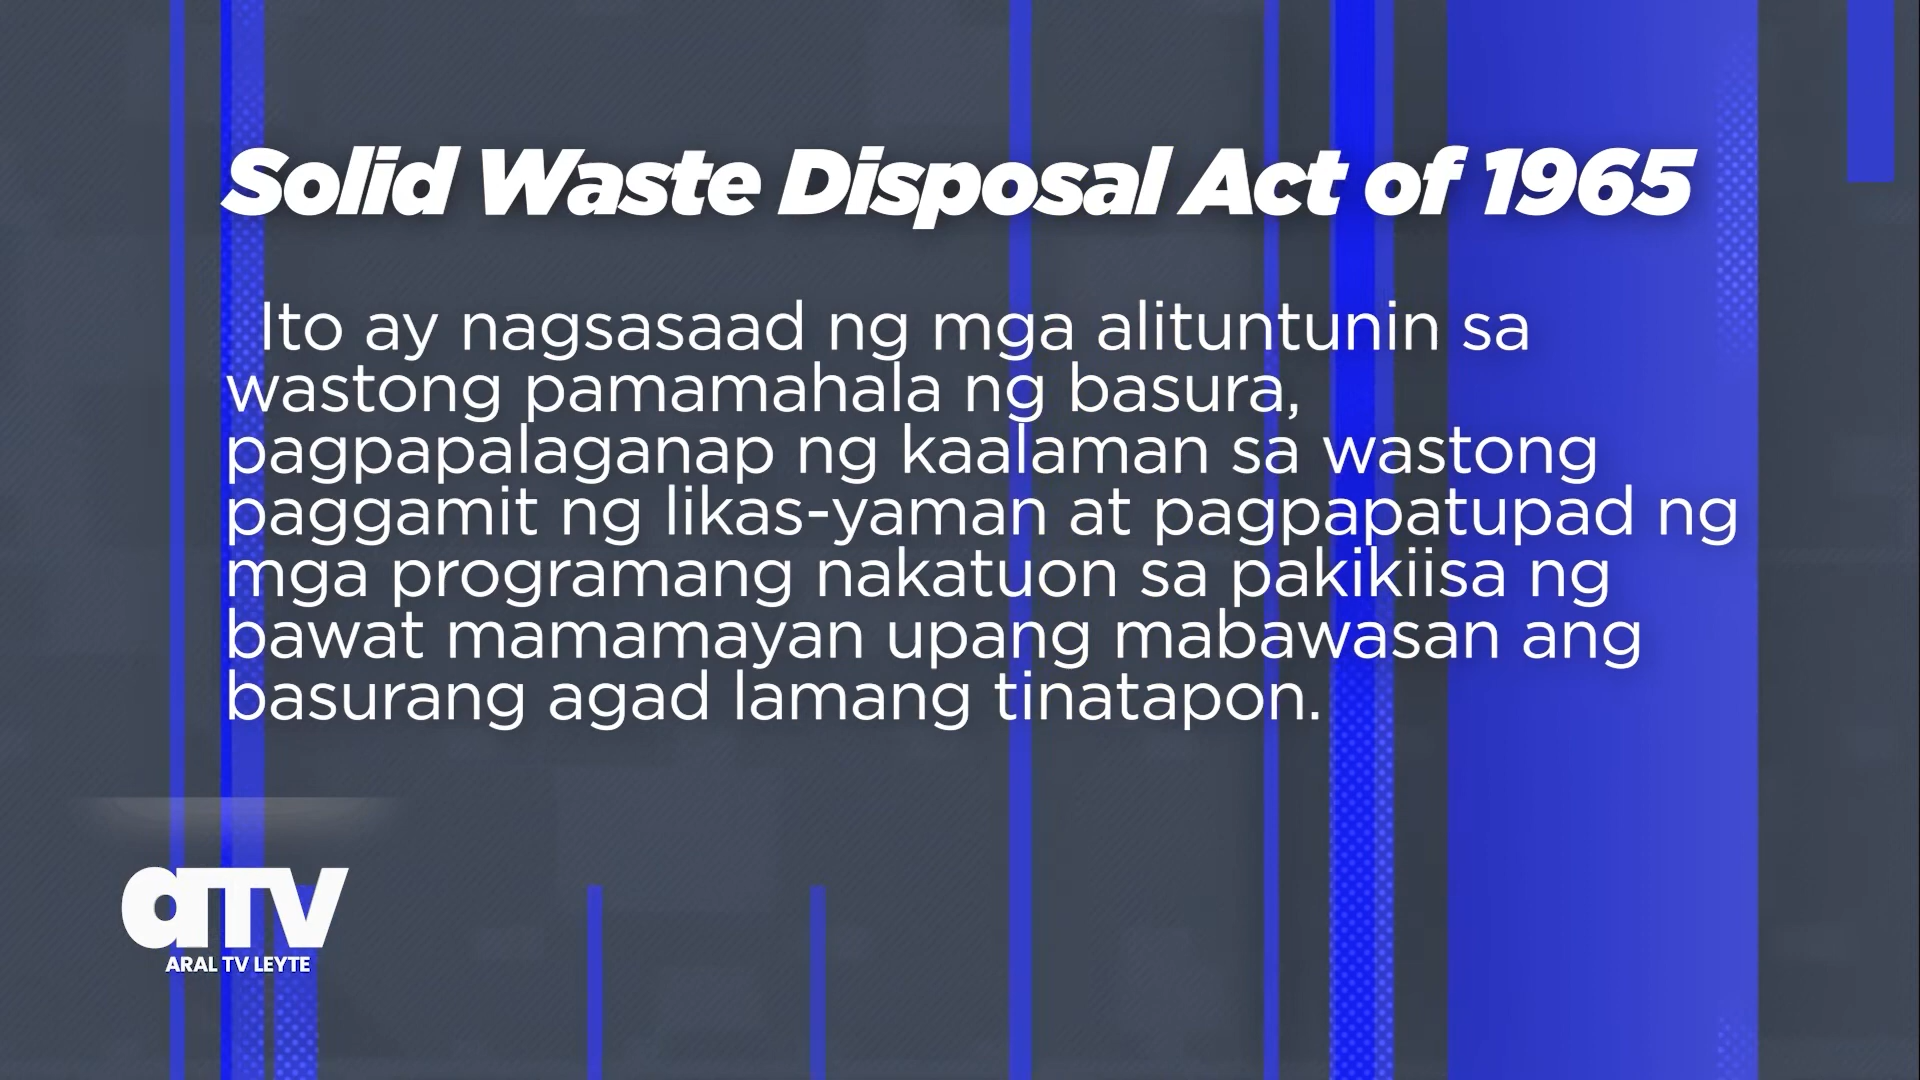 Solid Waste Disposal Act of 1965
Ito ay nagsasaad ng mga alituntunin sa
wastong pamamahala ng basura,
pagpapalaganap ng kaalaman sa wastong
paggamit ng likas-yaman at pagpapatupad ng
mga programang nakatuon sa pakikiisa ng
bawat mamamayan upang mabawasan ang
basurang agad lamang tinatapon.
aTV
ARAL TV LEYTE